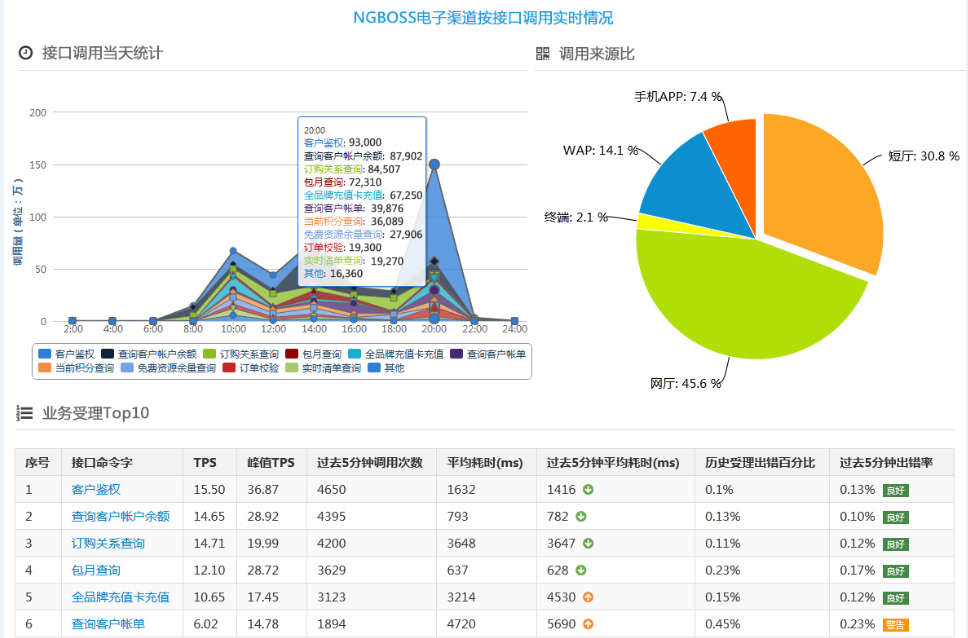 NGBOSS电子渠道按接口调用实时情况
接口调用当天统计
调用量（单位：万）
200
150
100
50
0
2:00 4:00 6:00 8:00 10:00 12:00 14:00 16:00 18:00 20:00 22:00 24:00
20:00
客户鉴权: 93,000
查询客户帐户余额: 87,902
订购关系查询: 84,507
包月查询: 72,310
全品牌充值卡充值: 67,250
查询客户帐单: 39,876
当前积分查询: 36,089
免费资源余量查询: 27,906
订单校验: 19,300
实时清单查询: 19,270
其他: 16,360
客户鉴权 查询客户帐户余额 订购关系查询 包月查询 全品牌充值卡充值 查询客户帐单
当前积分查询 免费资源余量查询 订单校验 实时清单查询 其他
调用来源比
手机APP: 7.4 %
WAP: 14.1 %
短厅: 30.8 %
终端: 2.1 %
网厅: 45.6 %
业务受理Top10
序号 接口命令字 TPS 峰值TPS 过去5分钟调用次数 平均耗时(ms) 过去5分钟平均耗时(ms) 历史受理出错百分比 过去5分钟出错率
1 客户鉴权 15.50 36.87 4650 1632 1416 0.1% 0.13% 良好
2 查询客户帐户余额 14.65 28.92 4395 793 782 0.13% 0.10% 良好
3 订购关系查询 14.71 19.99 4200 3648 3647 0.11% 0.12% 良好
4 包月查询 12.10 28.72 3629 637 628 0.23% 0.17% 良好
5 全品牌充值卡充值 10.65 17.45 3123 3214 4530 0.15% 0.12% 良好
6 查询客户帐单 6.02 14.78 1894 4720 5690 0.45% 0.23% 警告